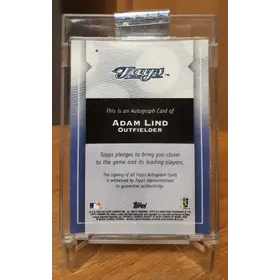 Jays
This is an Autograph Card of
ADAM LIND
OUTFIELDER
Topps pledges to bring you closer
to the game and its leading players.
The signing of all Topps Autograph Cards
is witnessed by Topps representatives
to guarantee authenticity.
Topps